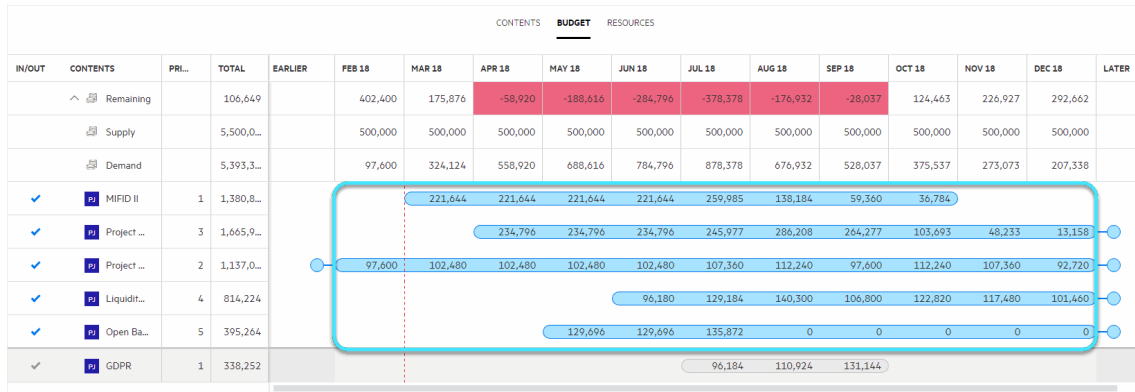 CONTENTS BUDGET RESOURCES
IN/OUT CONTENTS PRI... TOTAL EARLIER FEB 18 MAR 18 APR 18 MAY 18 JUN 18 JUL 18 AUG 18 SEP 18 OCT 18 NOV 18 DEC 18 LATER
Remaining 106,649 402,400 175,876 -58,920 -188,616 -284,796 -378,378 -176,932 -28,037 124,463 226,927 292,662
Supply 5,500,0... 500,000 500,000 500,000 500,000 500,000 500,000 500,000 500,000 500,000 500,000 500,000
Demand 5,393,3... 97,600 324,124 558,920 688,616 784,796 878,378 676,932 528,037 375,537 273,073 207,338
PJ MIFID II 1 1,380,8... 221,644 221,644 221,644 221,644 259,985 138,184 59,360 36,784
PJ Project ... 3 1,665,9... 234,796 234,796 234,796 245,977 286,208 264,277 103,693 48,233 13,158
PJ Project ... 2 1,137,0... 97,600 102,480 102,480 102,480 102,480 107,360 112,240 97,600 112,240 107,360 92,720
PJ Liquidit... 4 814,224 96,180 129,184 140,300 106,800 122,820 117,480 101,460
PJ Open Ba... 5 395,264 129,696 129,696 135,872 0 0 0 0 0
PJ GDPR 1 338,252 96,184 110,924 131,144